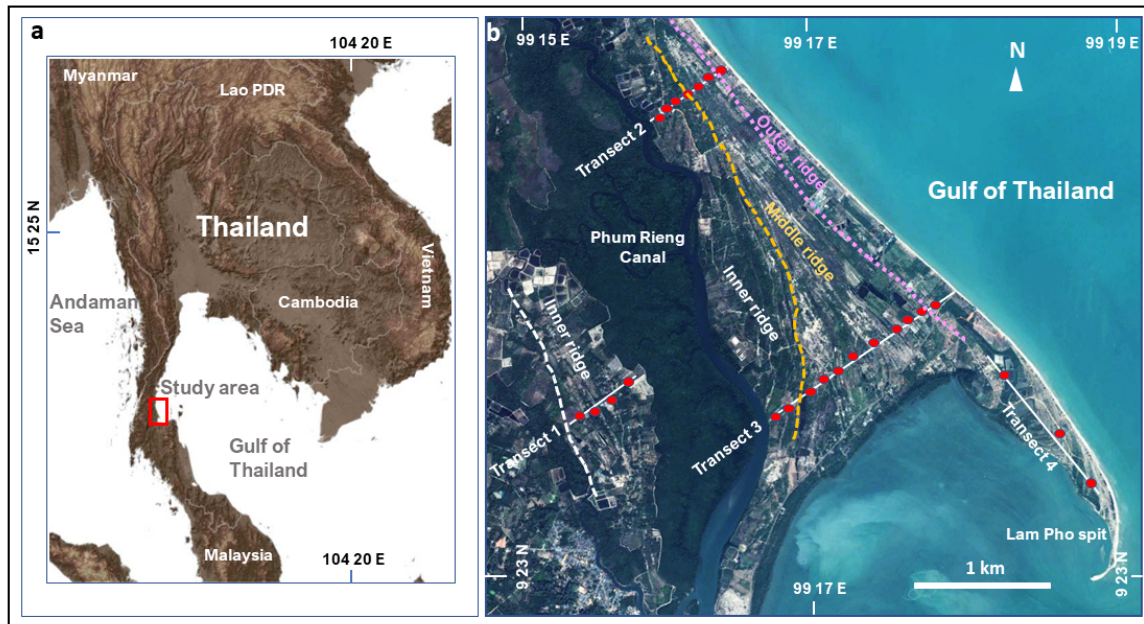 a
104 20 E
Myanmar
Lao PDR
Thailand
15 25 N
Vietnam
Cambodia
Andaman
Sea
Study area
Gulf of
Thailand
Malaysia
104 20 E
b
99 15 E
99 17 E
99 19 E
N
Transect 2
Outer ridge
Gulf of Thailand
Middle ridge
Phum Rieng
Canal
Inner ridge
Inner ridge
Transect 1
Transect 3
Transect 4
Lam Pho spit
1 km
9 23 N
99 17 E
9 23 N